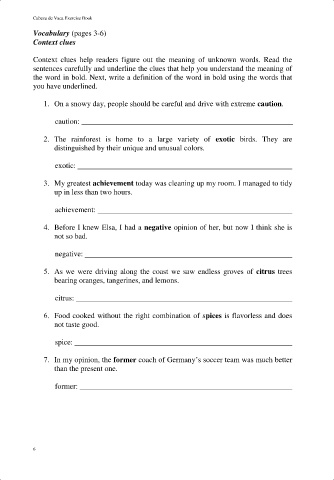 Cabeza de Vaca Exercise Book
Vocabulary (pages 3-6)
Context clues
Context clues help readers figure out the meaning of unknown words. Read the
sentences carefully and underline the clues that help you understand the meaning of
the word in bold. Next, write a definition of the word in bold using the words that
you have underlined.
1. On a snowy day, people should be careful and drive with extreme caution.
caution:
2. The rainforest is home to a large variety of exotic birds. They are
distinguished by their unique and unusual colors.
exotic:
3. My greatest achievement today was cleaning up my room. I managed to tidy
up in less than two hours.
achievement:
4. Before I knew Elsa, I had a negative opinion of her, but now I think she is
not so bad.
negative:
5. As we were driving along the coast we saw endless groves of citrus trees
bearing oranges, tangerines, and lemons.
citrus:
6. Food cooked without the right combination of spices is flavorless and does
not taste good.
spice:
7. In my opinion, the former coach of Germany's soccer team was much better
than the present one.
former:
6